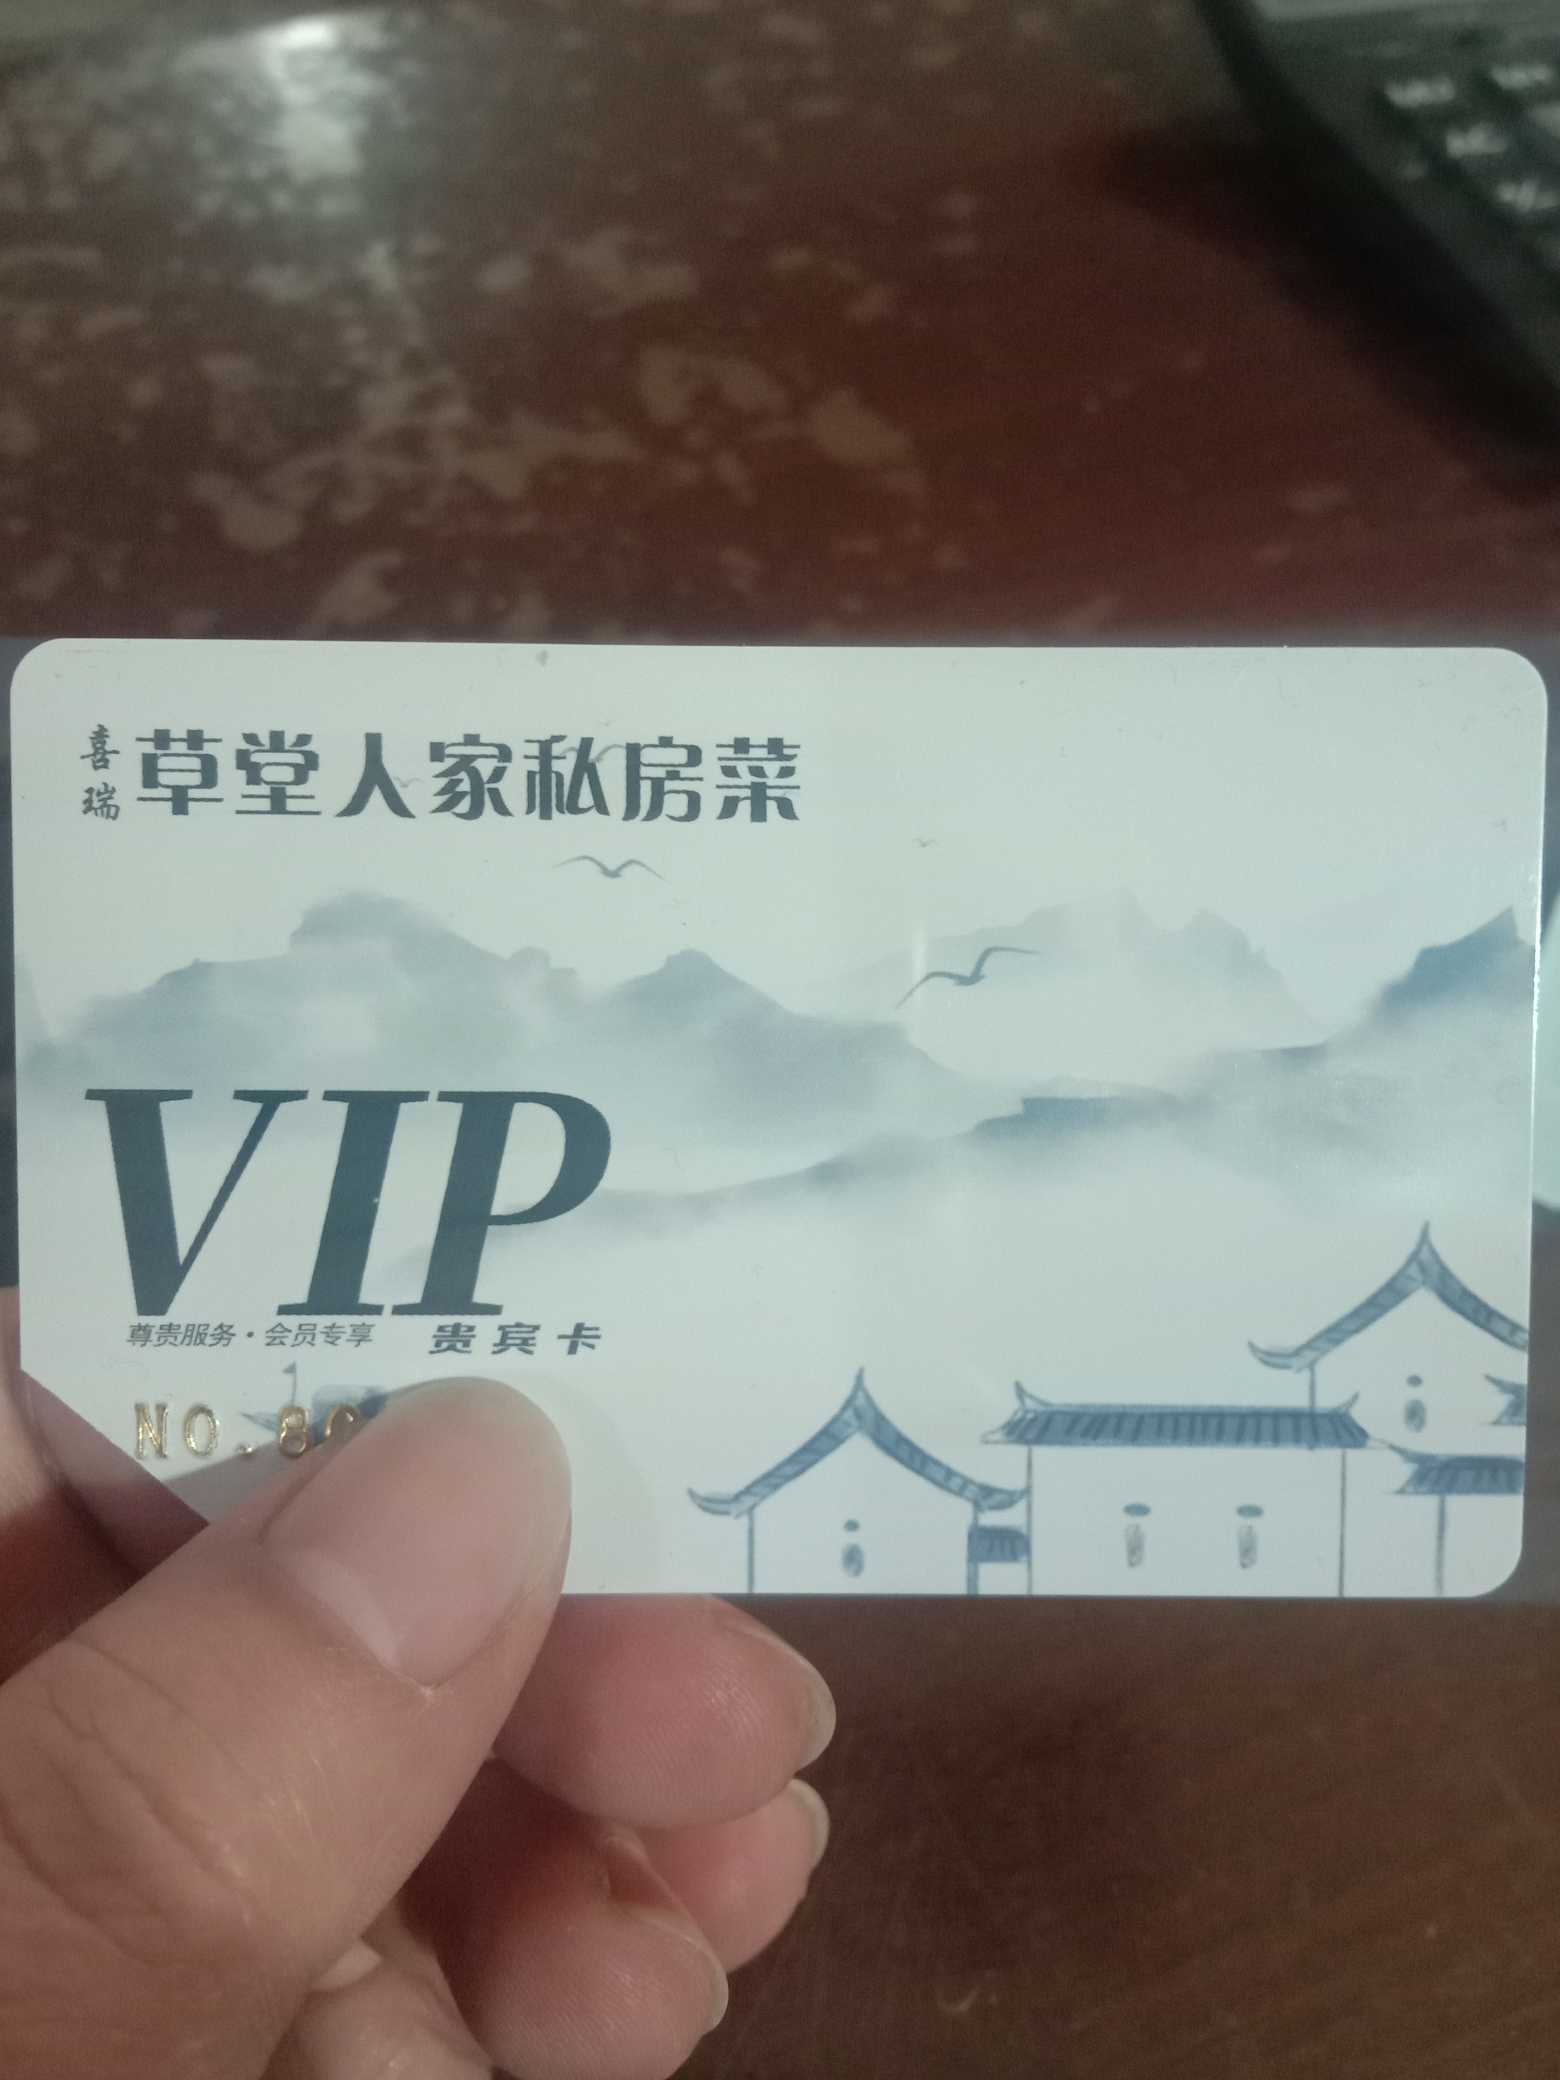 喜瑞 草堂人家私房菜
VIP
尊贵服务·会员专享 贵宾卡
NO.80